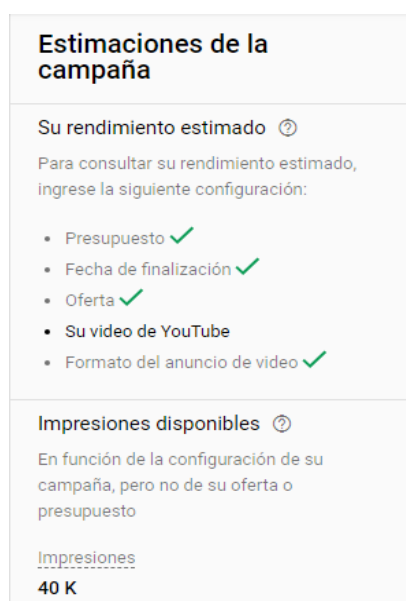 Estimaciones de la
campaña
Su rendimiento estimado
Para consultar su rendimiento estimado,
ingrese la siguiente configuración:
• Presupuesto ✓
• Fecha de finalización ✓
• Oferta ✓
• Su video de YouTube
• Formato del anuncio de video ✓
Impresiones disponibles
En función de la configuración de su
campaña, pero no de su oferta o
presupuesto
Impresiones
40 K